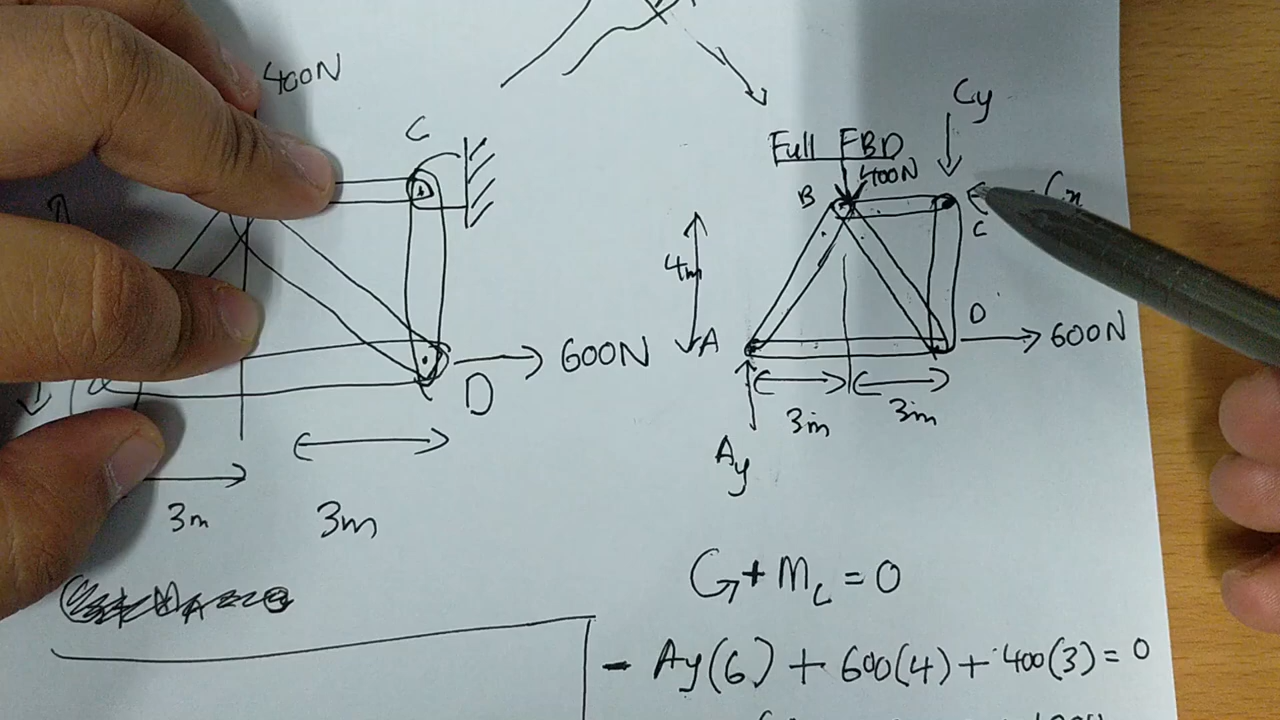 400N
C
600N
D
3m
3m
Full FBD
Cy
B
400N
Cx
C
4m
A
D
600N
3m
3m
Ay
+ Mc = 0
- Ay(6) + 600(4) + 400(3) = 0